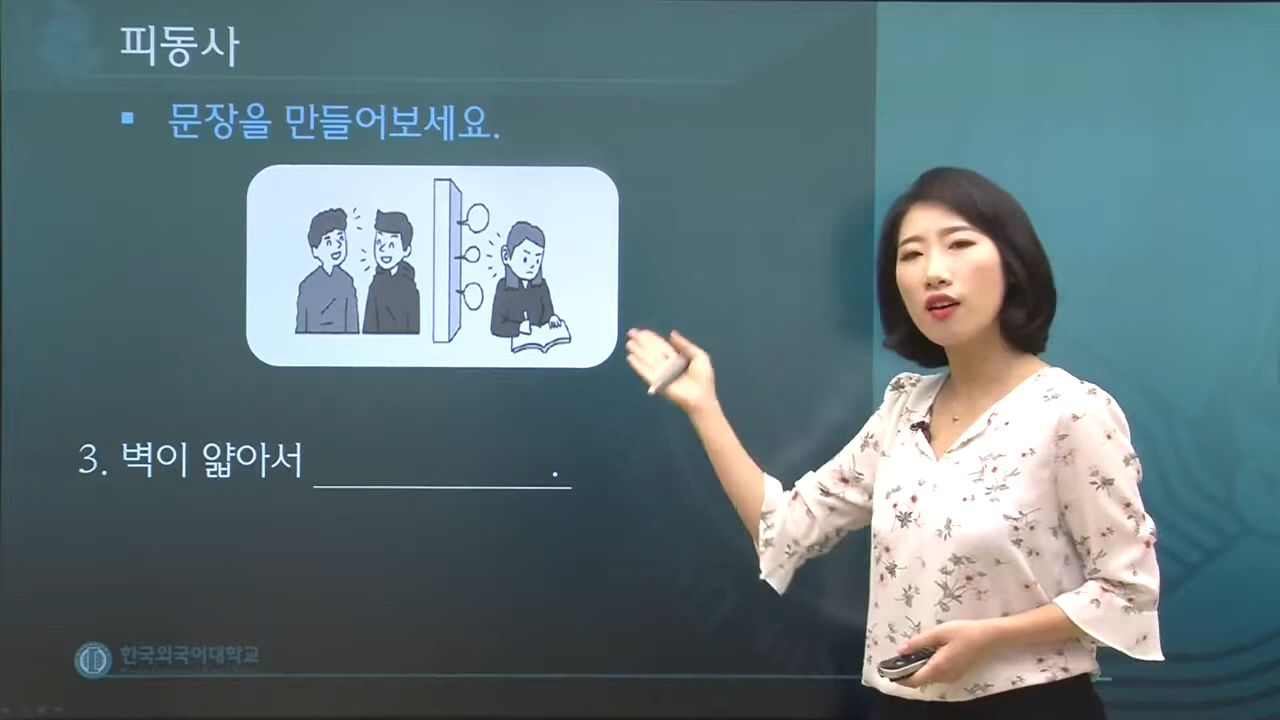 피동사
▪ 문장을 만들어보세요.
3. 벽이 얇아서 ____________.
한국외국어대학교